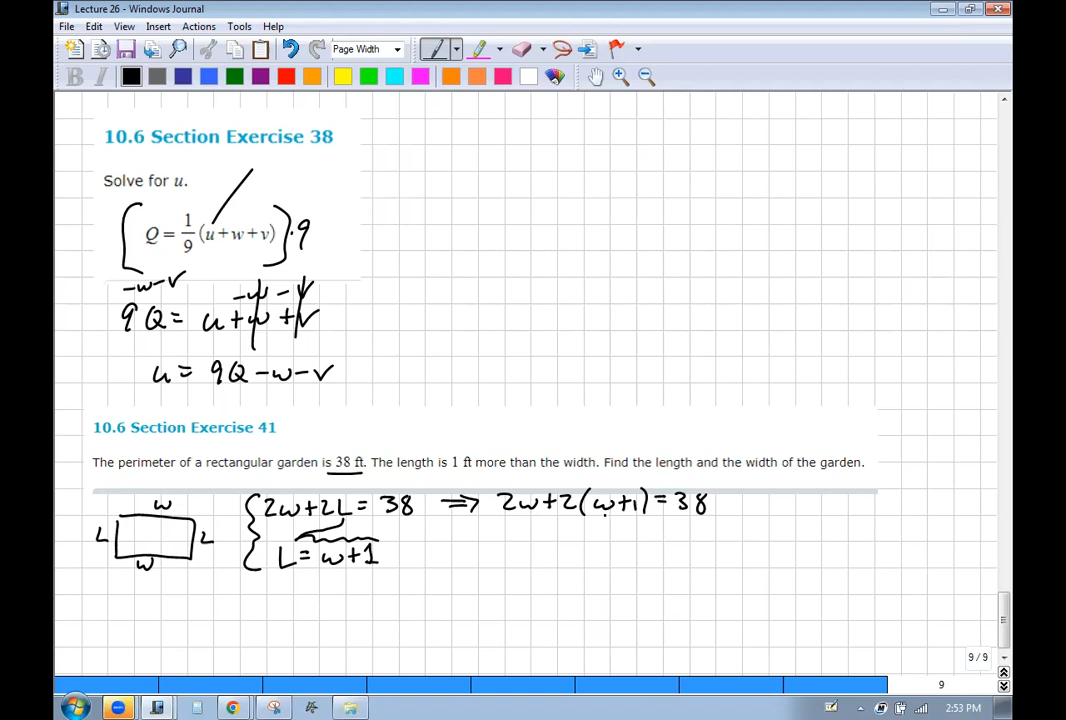 Lecture 26 - Windows Journal
File Edit View Insert Actions Tools Help
Page Width
B I
10.6 Section Exercise 38
Solve for u.
[Q = 1/9 (u + w + v)] · 9
-w-v -w-v
9Q = u + w + v
u = 9Q - w - v
10.6 Section Exercise 41
The perimeter of a rectangular garden is 38 ft. The length is 1 ft more than the width. Find the length and the width of the garden.
w
L L
w
{ 2w+2L = 38 ⟹ 2w+2(w+1) = 38
L = w+1
9 / 9
9
2:53 PM